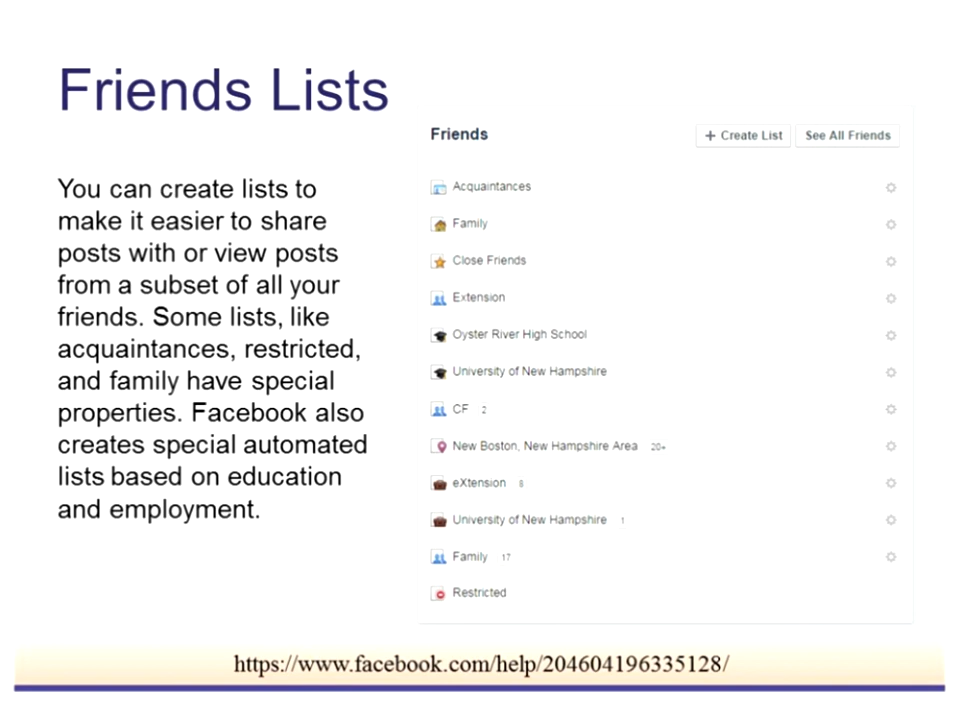 Friends Lists
You can create lists to
make it easier to share
posts with or view posts
from a subset of all your
friends. Some lists, like
acquaintances, restricted,
and family have special
properties. Facebook also
creates special automated
lists based on education
and employment.
Friends + Create List See All Friends
Acquaintances
Family
Close Friends
Extension
Oyster River High School
University of New Hampshire
CF 2
New Boston, New Hampshire Area 20+
eXtension
University of New Hampshire 1
Family 17
Restricted
https://www.facebook.com/help/204604196335128/